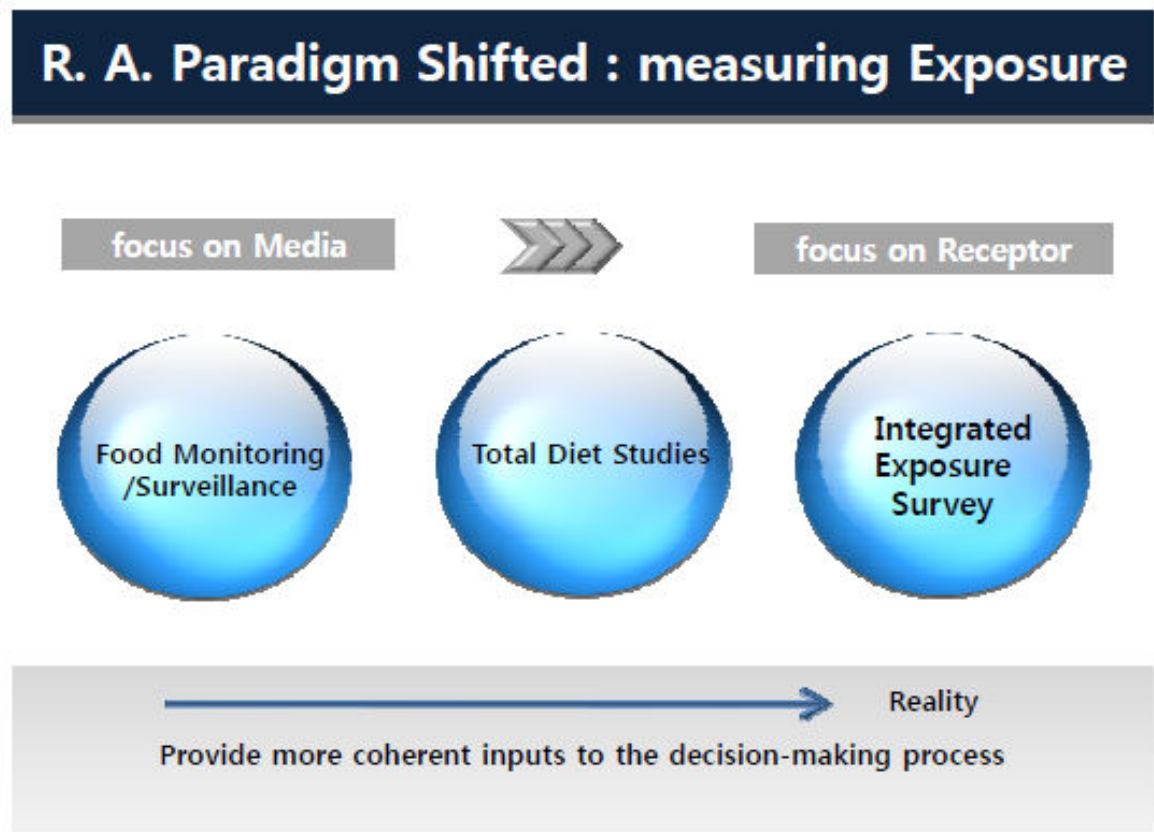 R. A. Paradigm Shifted : measuring Exposure
focus on Media
focus on Receptor
Food Monitoring
/Surveillance
Total Diet Studies
Integrated
Exposure
Survey
Reality
Provide more coherent inputs to the decision-making process